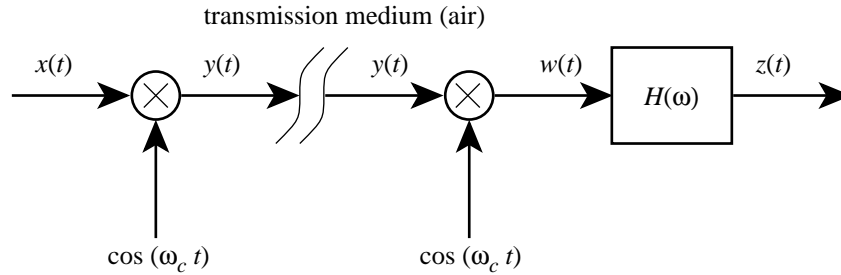 transmission medium (air)
x(t) y(t) y(t) w(t) H(ω) z(t)
cos (ω_c t) cos (ω_c t)